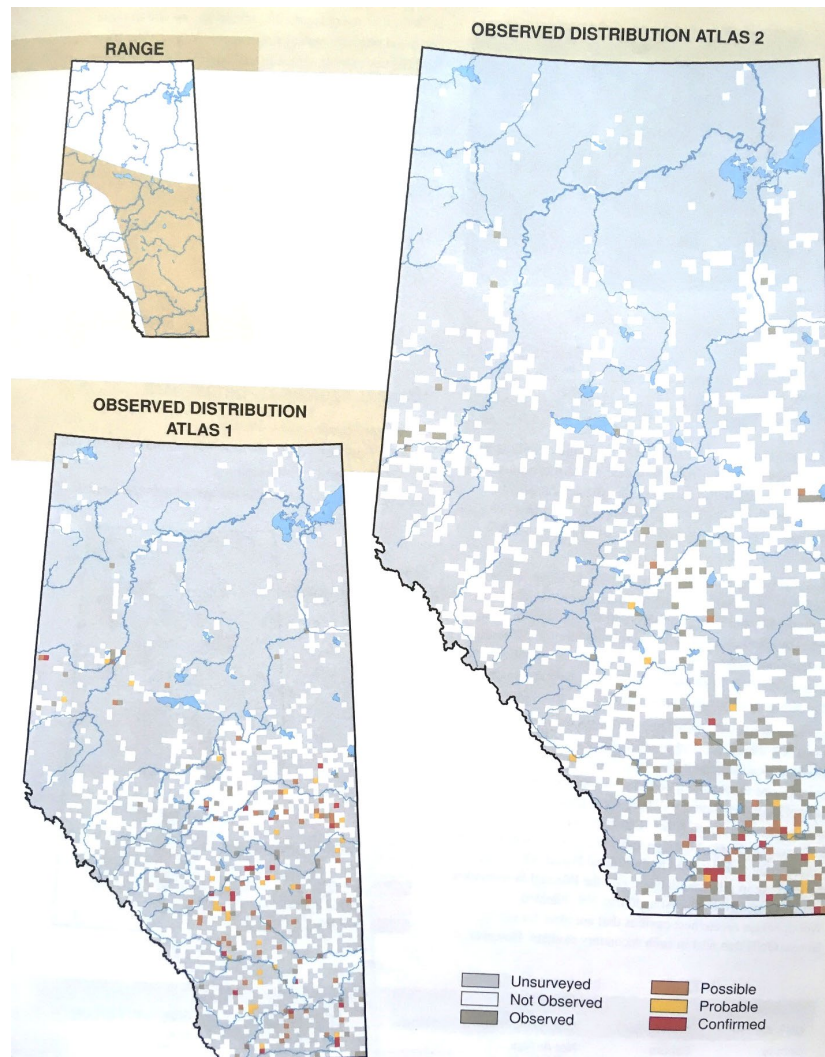 RANGE
OBSERVED DISTRIBUTION ATLAS 2
OBSERVED DISTRIBUTION
ATLAS 1
Unsurveyed
Not Observed
Observed
Possible
Probable
Confirmed